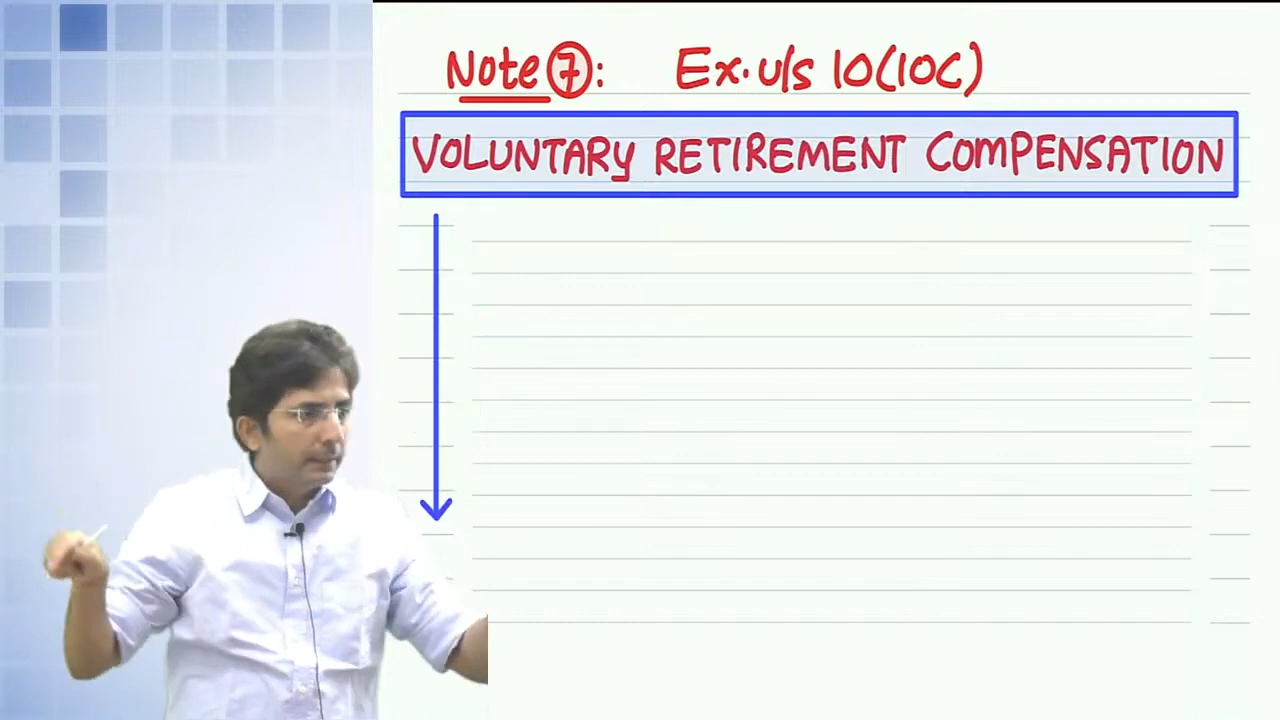 Note 7: Ex. u/s 10(10C)
VOLUNTARY RETIREMENT COMPENSATION